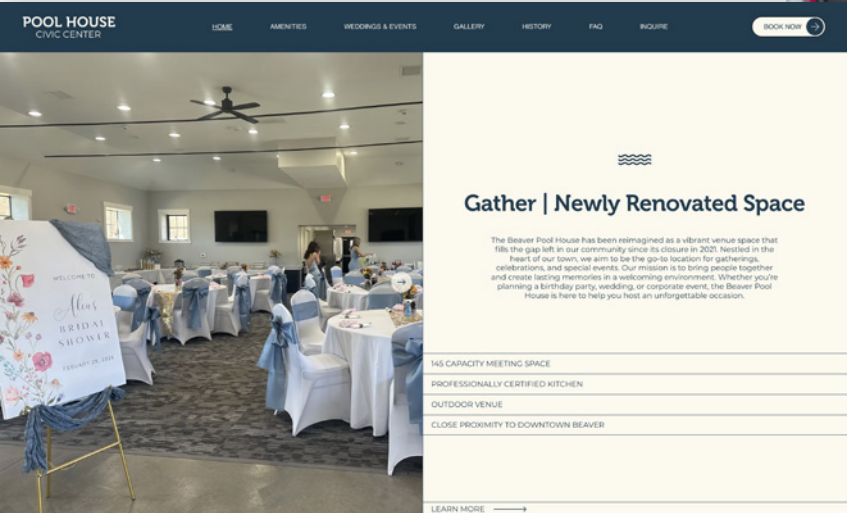 POOL HOUSE
CIVIC CENTER
HOME
AMENITIES
WEDDINGS & EVENTS
GALLERY
HISTORY
FAQ
INQUIRE
BOOK NOW
WELCOME TO
BRIDAL
SHOWER
Gather | Newly Renovated Space
The Beaver Pool House has been reimagined as a vibrant venue space that
fills the gap left in our community since its closure in 2021. Nestled in the
heart of our town, we aim to be the go-to location for gatherings,
celebrations, and special events. Our mission is to bring people together
and create lasting memories in a welcoming environment. Whether you're
planning a birthday party, wedding, or corporate event, the Beaver Pool
House is here to help you host an unforgettable occasion.
145 CAPACITY MEETING SPACE
PROFESSIONALLY CERTIFIED KITCHEN
OUTDOOR VENUE
CLOSE PROXIMITY TO DOWNTOWN BEAVER
LEARN MORE